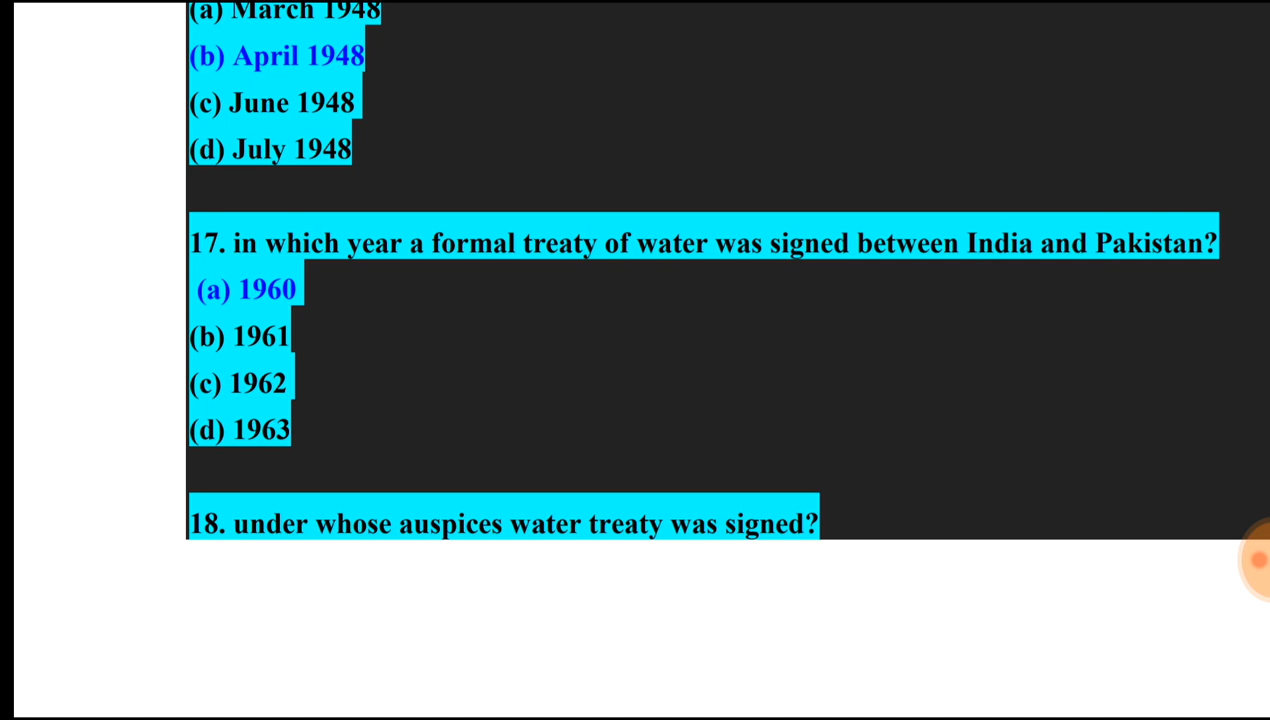 (a) March 1948
(b) April 1948
(c) June 1948
(d) July 1948
17. in which year a formal treaty of water was signed between India and Pakistan?
(a) 1960
(b) 1961
(c) 1962
(d) 1963
18. under whose auspices water treaty was signed?